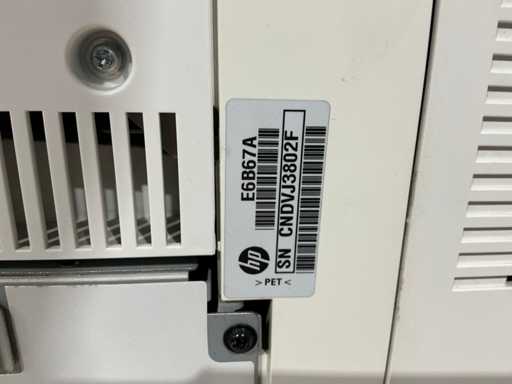 E6B67A
SN CNDVJ3802F
hp
> PET <